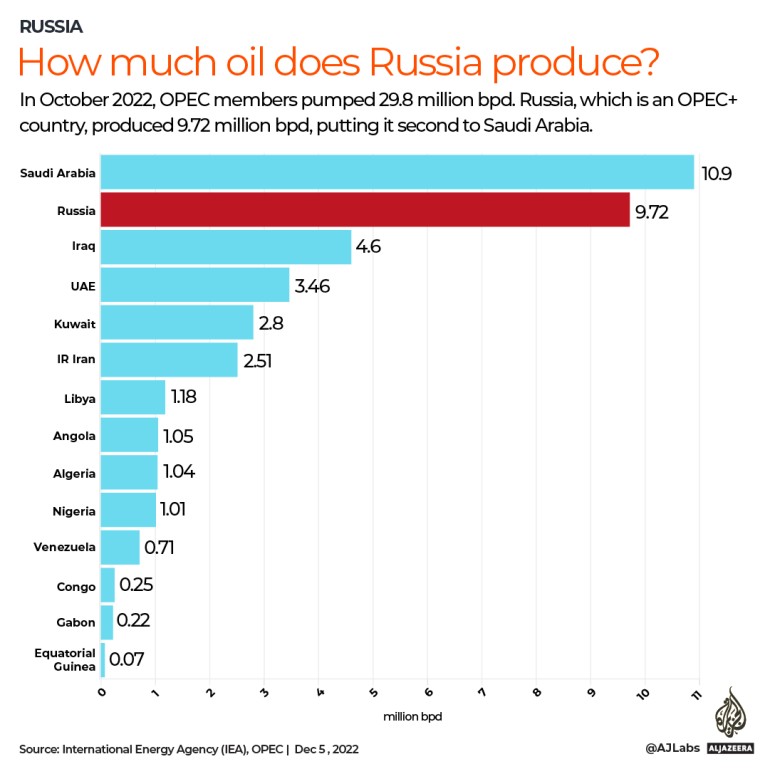 RUSSIA
How much oil does Russia produce?
In October 2022, OPEC members pumped 29.8 million bpd. Russia, which is an OPEC+
country, produced 9.72 million bpd, putting it second to Saudi Arabia.
Saudi Arabia 10.9
Russia 9.72
Iraq 4.6
UAE 3.46
Kuwait 2.8
IR Iran 2.51
Libya 1.18
Angola 1.05
Algeria 1.04
Nigeria 1.01
Venezuela 0.71
Congo 0.25
Gabon 0.22
Equatorial
Guinea 0.07
0 1 2 3 4 5 6 7 8 9 10 11
million bpd
Source: International Energy Agency (IEA), OPEC | Dec 5 , 2022
@AJLabs ALJAZEERA